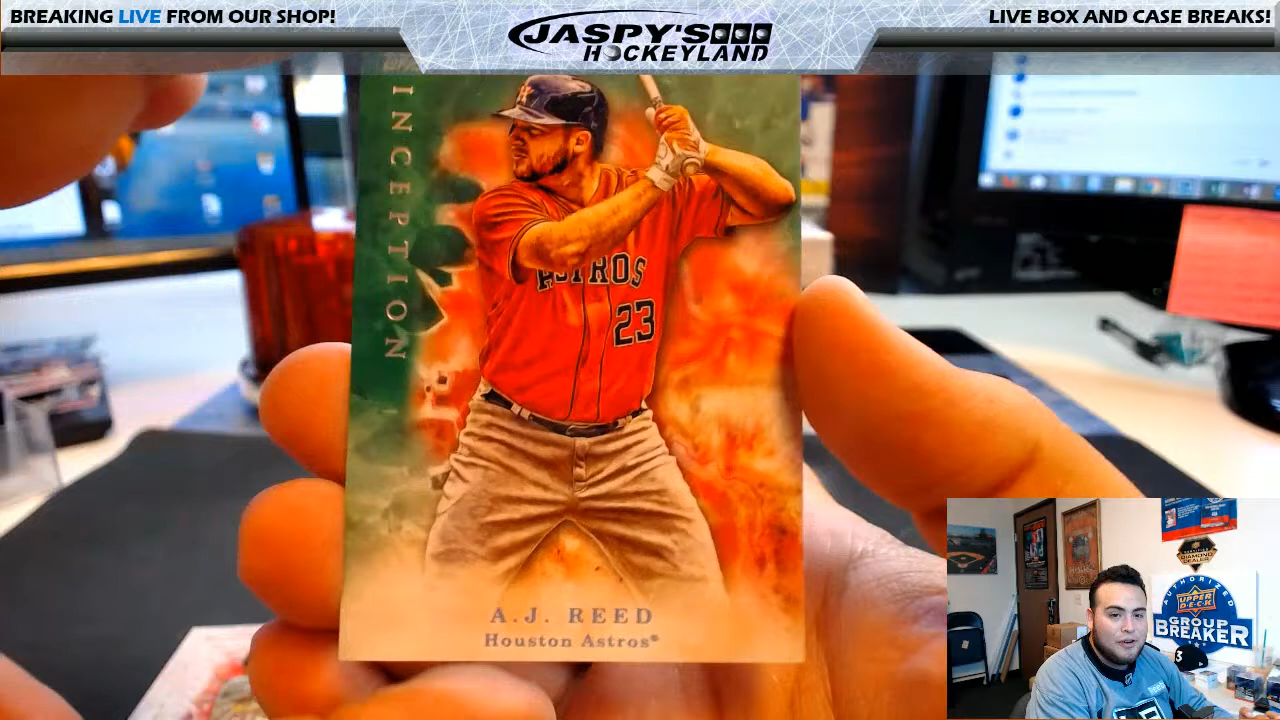 BREAKING LIVE FROM OUR SHOP!
JASPY'S
HOCKEYLAND
LIVE BOX AND CASE BREAKS!
INCEPTION
ASTROS
23
A.J. REED
Houston Astros®
AUTHORIZED
UPPER
DECK
GROUP
BREAKER